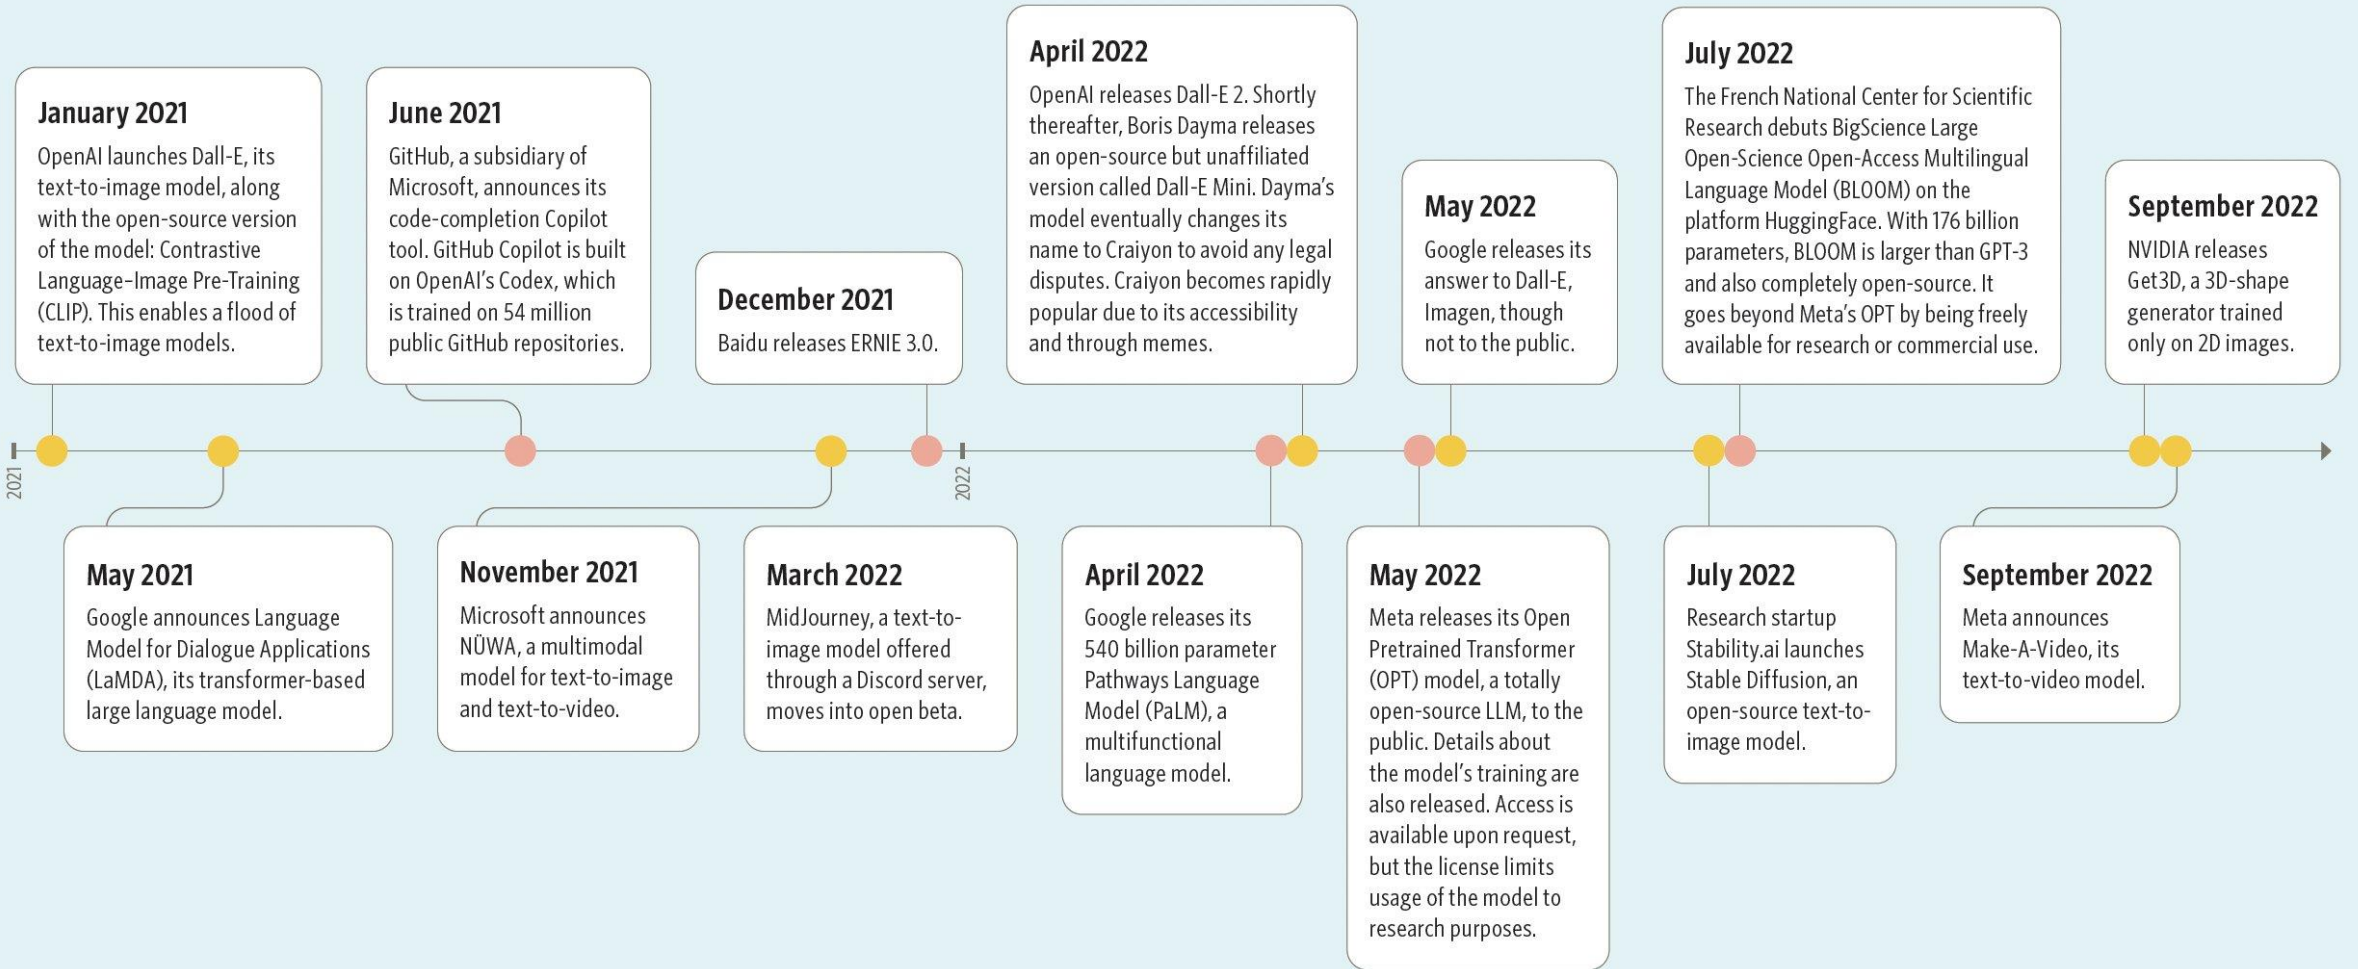 January 2021
OpenAI launches Dall-E, its
text-to-image model, along
with the open-source version
of the model: Contrastive
Language–Image Pre-Training
(CLIP). This enables a flood of
text-to-image models.
June 2021
GitHub, a subsidiary of
Microsoft, announces its
code-completion Copilot
tool. GitHub Copilot is built
on OpenAI's Codex, which
is trained on 54 million
public GitHub repositories.
December 2021
Baidu releases ERNIE 3.0.
April 2022
OpenAI releases Dall-E 2. Shortly
thereafter, Boris Dayma releases
an open-source but unaffiliated
version called Dall-E Mini. Dayma's
model eventually changes its
name to Craiyon to avoid any legal
disputes. Craiyon becomes rapidly
popular due to its accessibility
and through memes.
May 2022
Google releases its
answer to Dall-E,
Imagen, though
not to the public.
July 2022
The French National Center for Scientific
Research debuts BigScience Large
Open-Science Open-Access Multilingual
Language Model (BLOOM) on the
platform HuggingFace. With 176 billion
parameters, BLOOM is larger than GPT-3
and also completely open-source. It
goes beyond Meta's OPT by being freely
available for research or commercial use.
September 2022
NVIDIA releases
Get3D, a 3D-shape
generator trained
only on 2D images.
2021
2022
May 2021
Google announces Language
Model for Dialogue Applications
(LaMDA), its transformer-based
large language model.
November 2021
Microsoft announces
NÜWA, a multimodal
model for text-to-image
and text-to-video.
March 2022
MidJourney, a text-to-
image model offered
through a Discord server,
moves into open beta.
April 2022
Google releases its
540 billion parameter
Pathways Language
Model (PaLM), a
multifunctional
language model.
May 2022
Meta releases its Open
Pretrained Transformer
(OPT) model, a totally
open-source LLM, to the
public. Details about
the model's training are
also released. Access is
available upon request,
but the license limits
usage of the model to
research purposes.
July 2022
Research startup
Stability.ai launches
Stable Diffusion, an
open-source text-to-
image model.
September 2022
Meta announces
Make-A-Video, its
text-to-video model.